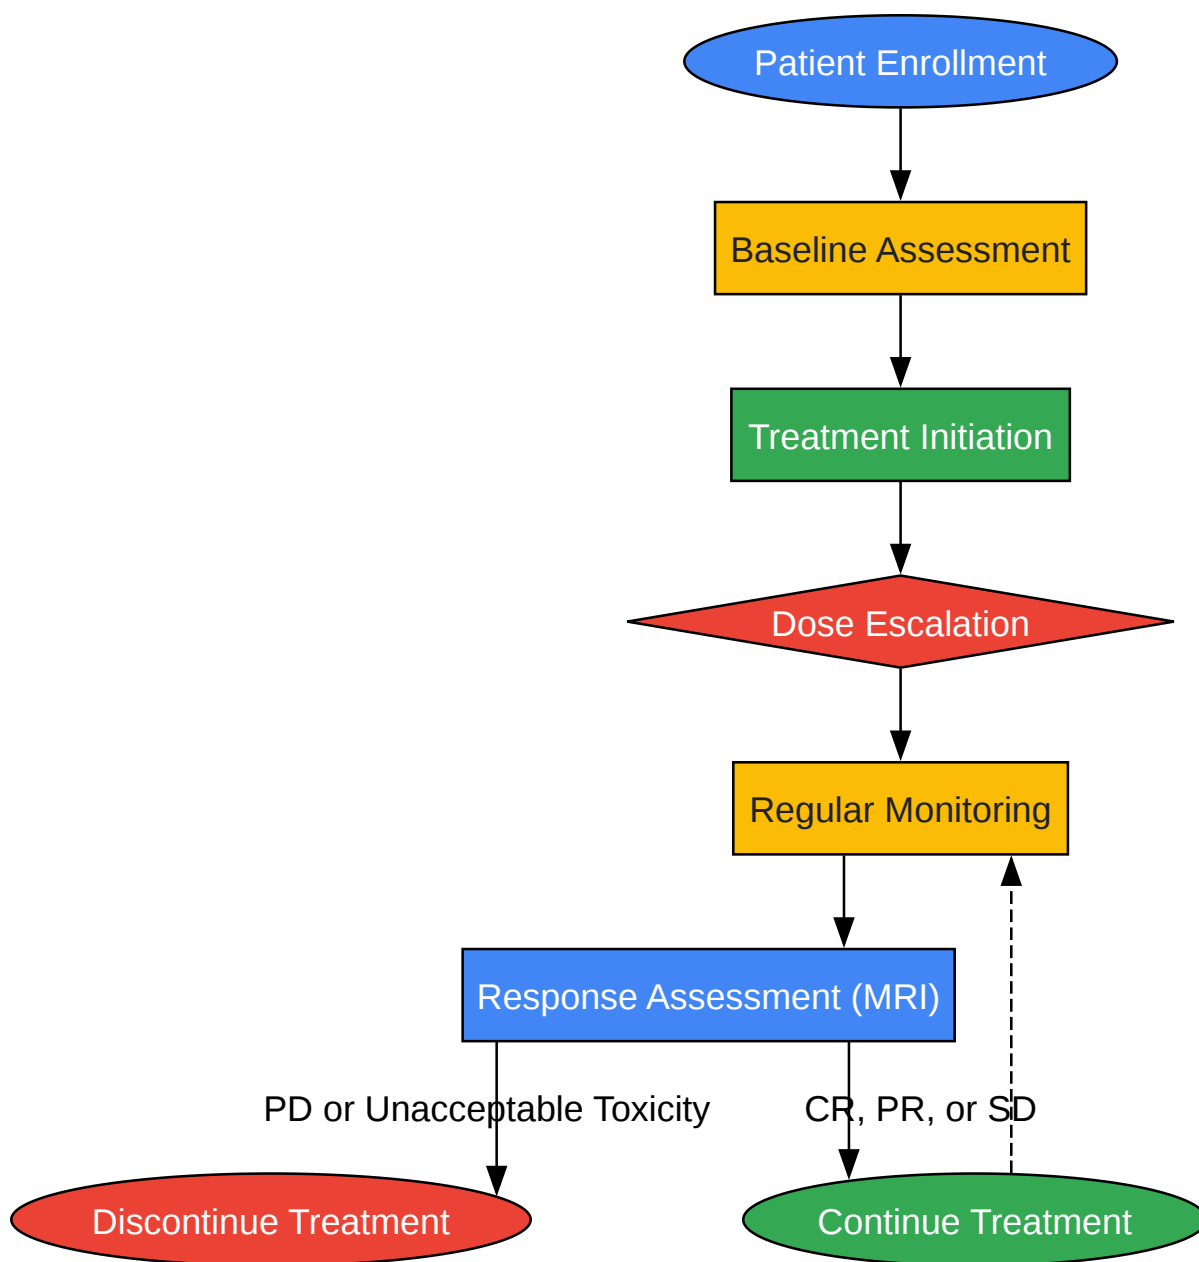 Patient Enrollment
Baseline Assessment
Treatment Initiation
Dose Escalation
Regular Monitoring
Response Assessment (MRI)
PD or Unacceptable Toxicity
CR, PR, or SD
Discontinue Treatment
Continue Treatment